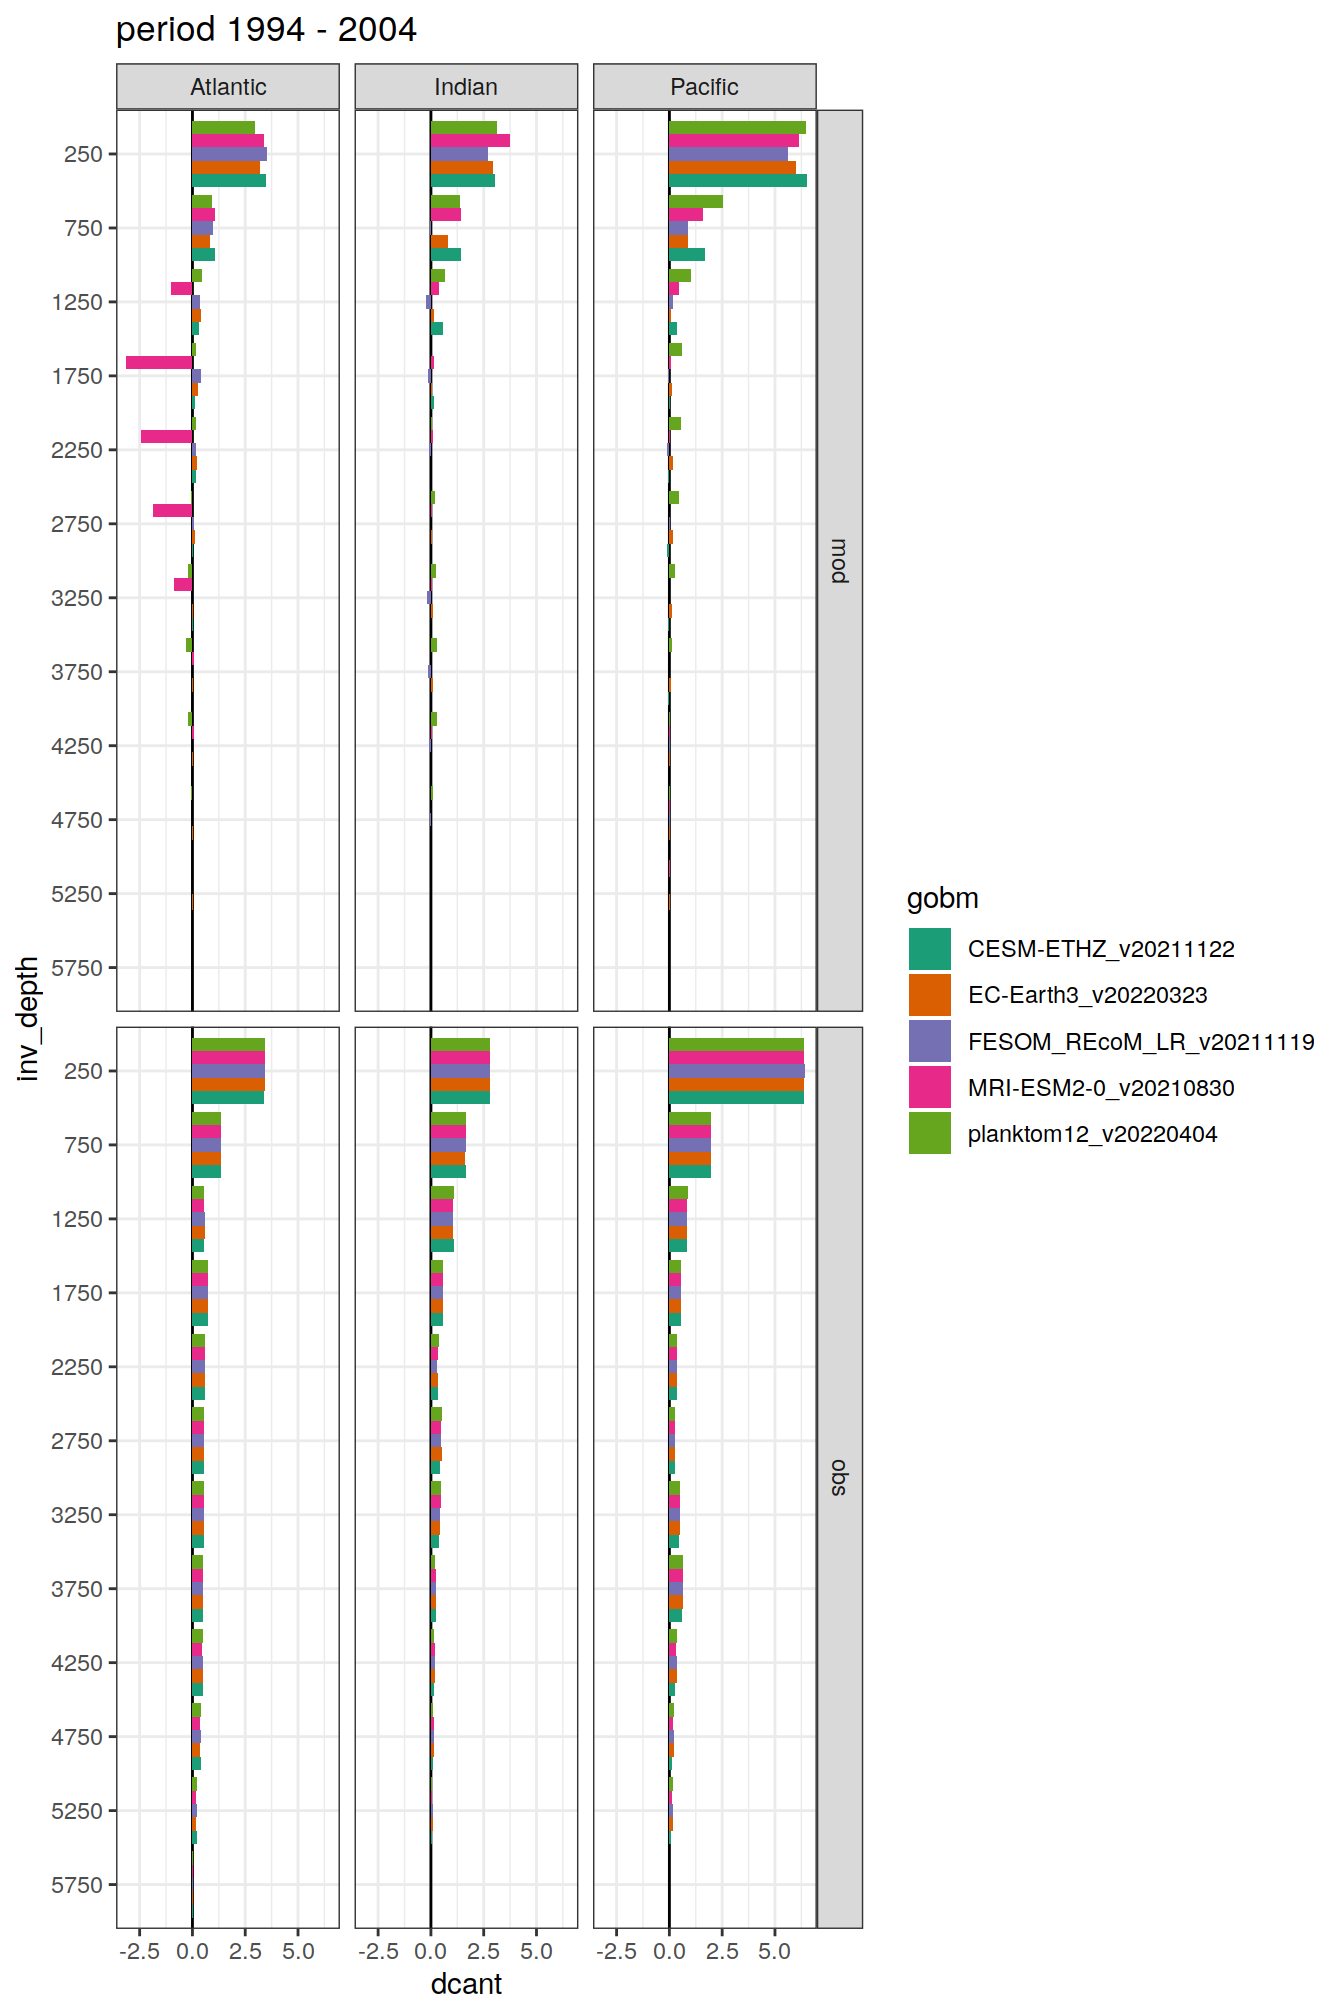 period 1994 - 2004
Atlantic Indian Pacific
250
750
1250
1750
2250
2750
3250
3750
4250
4750
5250
5750
mod
250
750
1250
1750
2250
2750
3250
3750
4250
4750
5250
5750
obs
inv_depth
-2.5 0.0 2.5 5.0 -2.5 0.0 2.5 5.0 -2.5 0.0 2.5 5.0
dcant
gobm
CESM-ETHZ_v20211122
EC-Earth3_v20220323
FESOM_REcoM_LR_v20211119
MRI-ESM2-0_v20210830
planktom12_v20220404